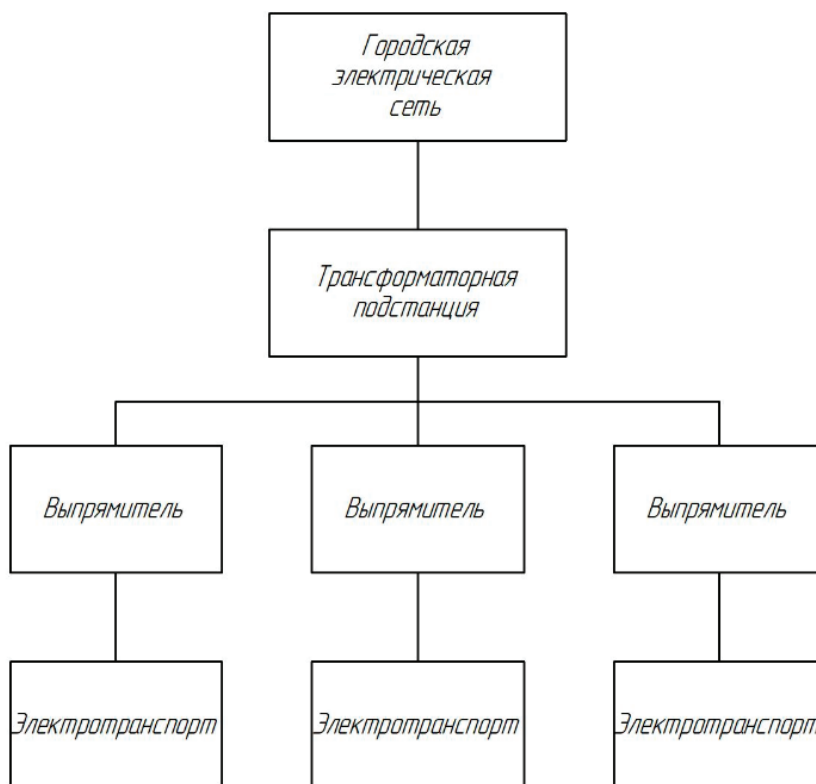 Городская
электрическая
сеть
Трансформаторная
подстанция
Выпрямитель
Выпрямитель
Выпрямитель
Электротранспорт
Электротранспорт
Электротранспорт